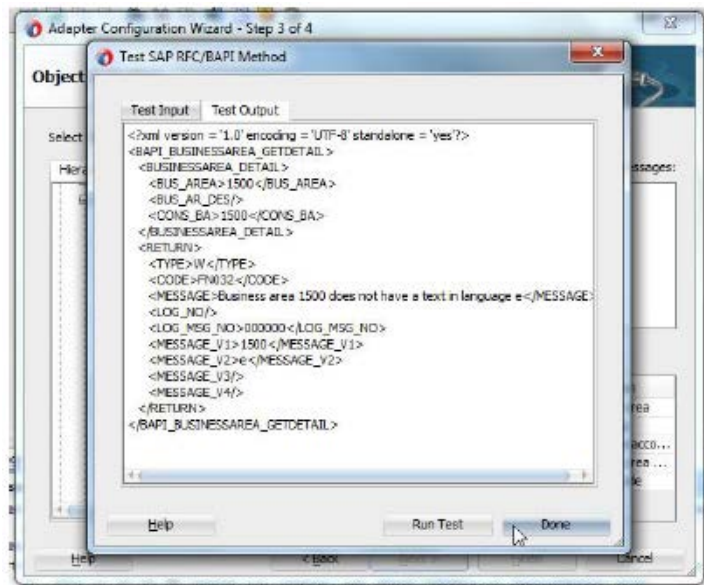 Adapter Configuration Wizard - Step 3 of 4
Test SAP RFC/BAPI Method
Object
Test Input Test Output
Select
Hiera
ssages:
<?xml version = '1.0' encoding = 'UTF-8' standalone = 'yes'?>
<BAPI_BUSINESSAREA_GETDETAIL>
<BUSINESSAREA_DETAIL>
<BUS_AREA>1500</BUS_AREA>
<BUS_AR_DES/>
<CONS_BA>1500</CONS_BA>
</BUSINESSAREA_DETAIL>
<RETURN>
<TYPE>W</TYPE>
<CODE>FN032</CODE>
<MESSAGE>Business area 1500 does not have a text in language e</MESSAGE>
<LOG_NO/>
<LOG_MSG_NO>000000</LOG_MSG_NO>
<MESSAGE_V1>1500</MESSAGE_V1>
<MESSAGE_V2>e</MESSAGE_V2>
<MESSAGE_V3/>
<MESSAGE_V4/>
</RETURN>
</BAPI_BUSINESSAREA_GETDETAIL>
rea
acco...
rea ...
Help Run Test Done
Help < Back Cancel